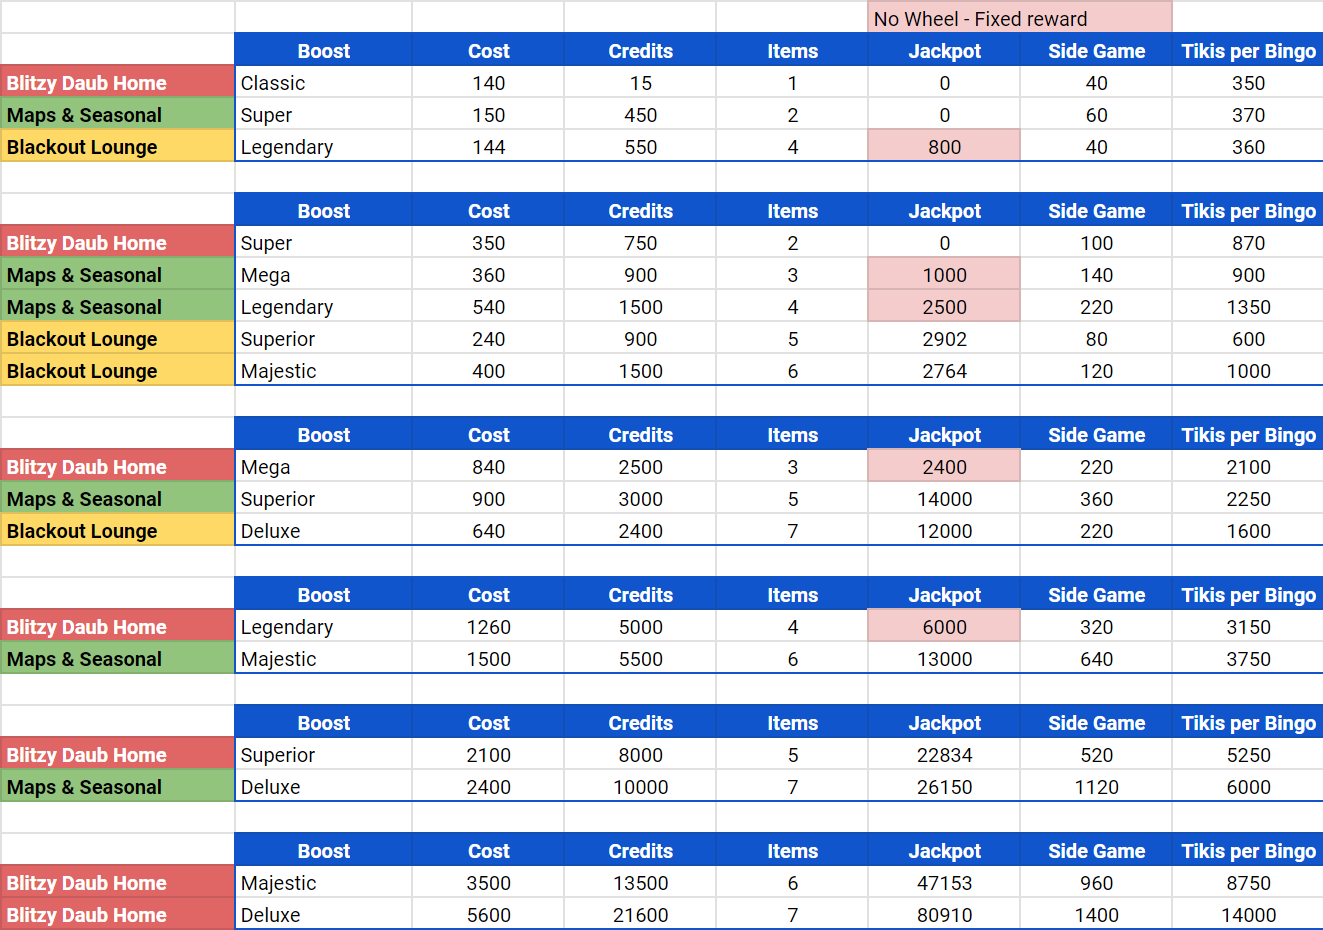 No Wheel - Fixed reward
Boost Cost Credits Items Jackpot Side Game Tikis per Bingo
Blitzy Daub Home Classic 140 15 1 0 40 350
Maps & Seasonal Super 150 450 2 0 60 370
Blackout Lounge Legendary 144 550 4 800 40 360
Boost Cost Credits Items Jackpot Side Game Tikis per Bingo
Blitzy Daub Home Super 350 750 2 0 100 870
Maps & Seasonal Mega 360 900 3 1000 140 900
Maps & Seasonal Legendary 540 1500 4 2500 220 1350
Blackout Lounge Superior 240 900 5 2902 80 600
Blackout Lounge Majestic 400 1500 6 2764 120 1000
Boost Cost Credits Items Jackpot Side Game Tikis per Bingo
Blitzy Daub Home Mega 840 2500 3 2400 220 2100
Maps & Seasonal Superior 900 3000 5 14000 360 2250
Blackout Lounge Deluxe 640 2400 7 12000 220 1600
Boost Cost Credits Items Jackpot Side Game Tikis per Bingo
Blitzy Daub Home Legendary 1260 5000 4 6000 320 3150
Maps & Seasonal Majestic 1500 5500 6 13000 640 3750
Boost Cost Credits Items Jackpot Side Game Tikis per Bingo
Blitzy Daub Home Superior 2100 8000 5 22834 520 5250
Maps & Seasonal Deluxe 2400 10000 7 26150 1120 6000
Boost Cost Credits Items Jackpot Side Game Tikis per Bingo
Blitzy Daub Home Majestic 3500 13500 6 47153 960 8750
Blitzy Daub Home Deluxe 5600 21600 7 80910 1400 14000